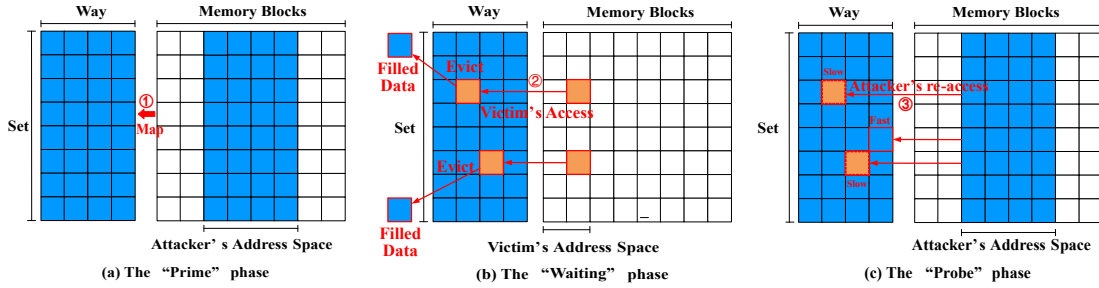 Way
Memory Blocks
Set
①
Map
Attacker's Address Space
(a) The “Prime” phase
Way
Memory Blocks
Filled
Data
Evict
②
Victim's Access
Set
Evict
Filled
Data
Victim's Address Space
(b) The “Waiting” phase
Way
Memory Blocks
Slow
Attacker's re-access
③
Fast
Set
Slow
Attacker's Address Space
(c) The “Probe” phase